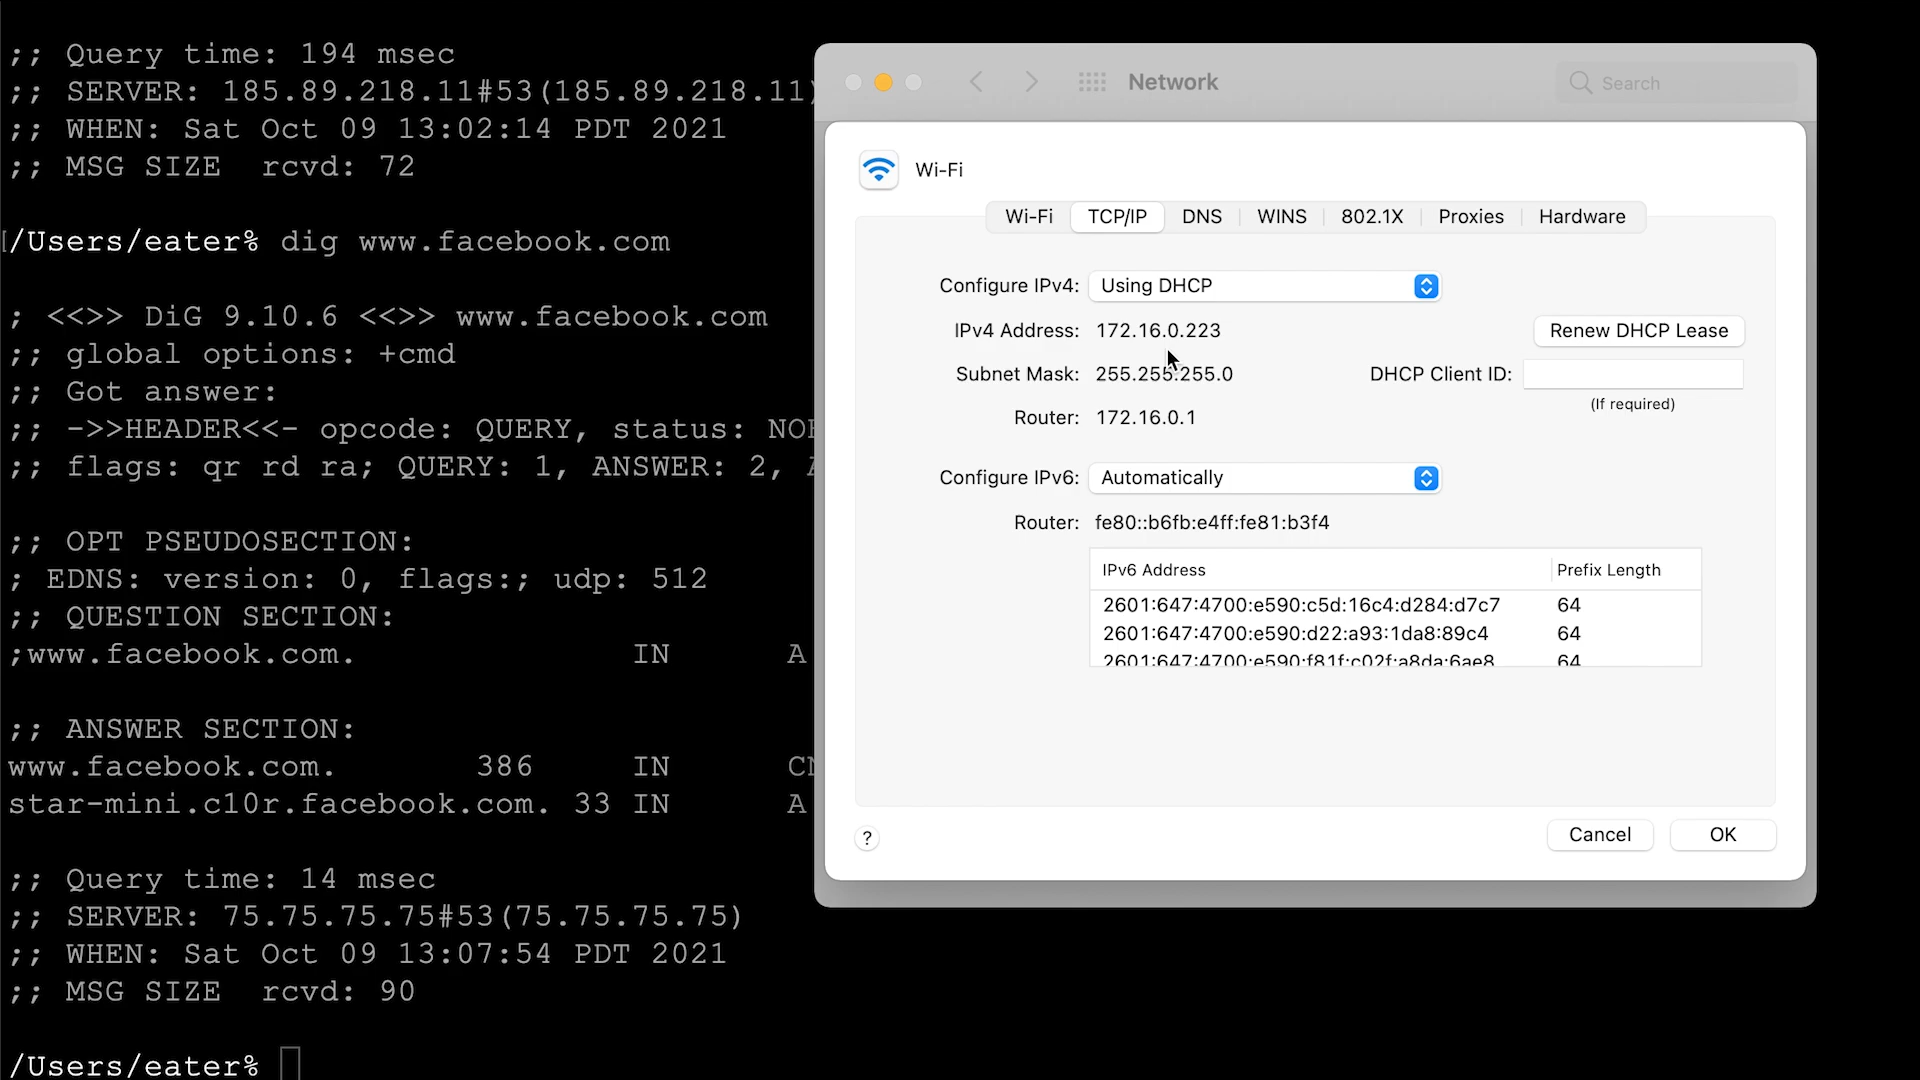 ;; Query time: 194 msec
;; SERVER: 185.89.218.11#53(185.89.218.11)
;; WHEN: Sat Oct 09 13:02:14 PDT 2021
;; MSG SIZE  rcvd: 72
[/Users/eater% dig www.facebook.com
; <<>> DiG 9.10.6 <<>> www.facebook.com
;; global options: +cmd
;; Got answer:
;; ->>HEADER<<- opcode: QUERY, status:
;; flags: qr rd ra; QUERY: 1, ANSWER: 2,
;; OPT PSEUDOSECTION:
; EDNS: version: 0, flags:; udp: 512
;; QUESTION SECTION:
;www.facebook.com. IN A
;; ANSWER SECTION:
www.facebook.com. 386 IN
star-mini.c10r.facebook.com. 33 IN A
;; Query time: 14 msec
;; SERVER: 75.75.75.75#53(75.75.75.75)
;; WHEN: Sat Oct 09 13:07:54 PDT 2021
;; MSG SIZE  rcvd: 90
/Users/eater%
Network
Search
Wi-Fi
Wi-Fi TCP/IP DNS WINS 802.1X Proxies Hardware
Configure IPv4: Using DHCP
IPv4 Address: 172.16.0.223 Renew DHCP Lease
Subnet Mask: 255.255.255.0 DHCP Client ID:
(If required)
Router: 172.16.0.1
Configure IPv6: Automatically
Router: fe80::b6fb:e4ff:fe81:b3f4
IPv6 Address Prefix Length
2601:647:4700:e590:c5d:16c4:d284:d7c7 64
2601:647:4700:e590:d22:a93:1da8:89c4 64
2601:647:4700:e590:f81f:c02f:a8da:6ae8 64
? Cancel OK